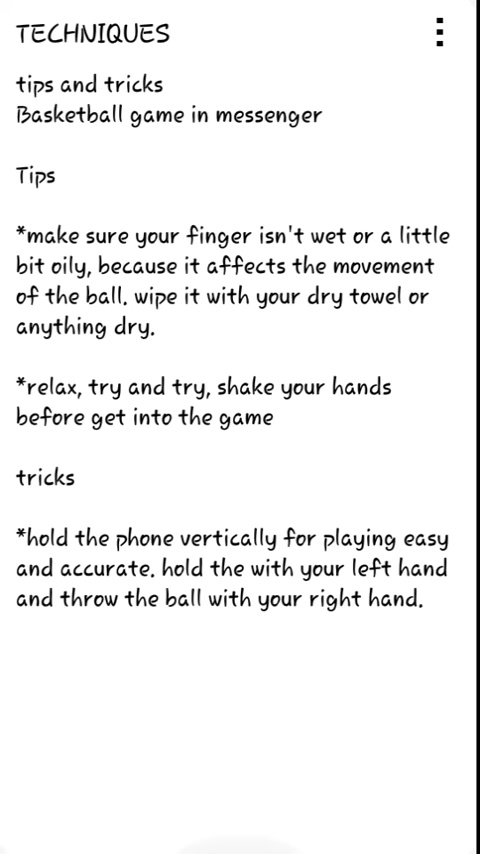 TECHNIQUES
tips and tricks
Basketball game in messenger
Tips
*make sure your finger isn't wet or a little
bit oily, because it affects the movement
of the ball. wipe it with your dry towel or
anything dry.
*relax, try and try, shake your hands
before get into the game
tricks
*hold the phone vertically for playing easy
and accurate. hold the with your left hand
and throw the ball with your right hand.